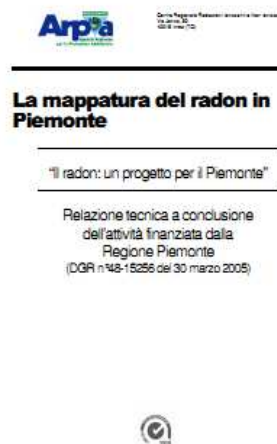 Arpa
La mappatura del radon in
Piemonte
"Il radon: un progetto per il Piemonte"
Relazione tecnica a conclusione
dell'attività finanziata dalla
Regione Piemonte
(DGR n°48-15256 del 30 marzo 2005)